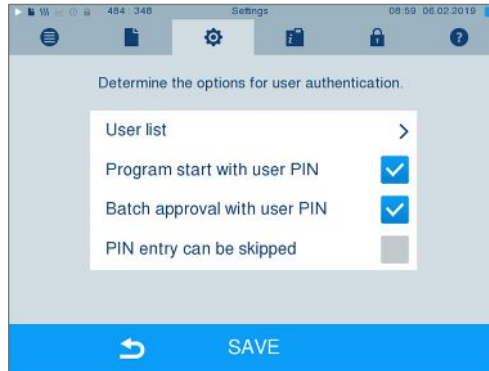 484 : 348 Settings 08:59 06.02.2019
Determine the options for user authentication.
User list
Program start with user PIN
Batch approval with user PIN
PIN entry can be skipped
SAVE